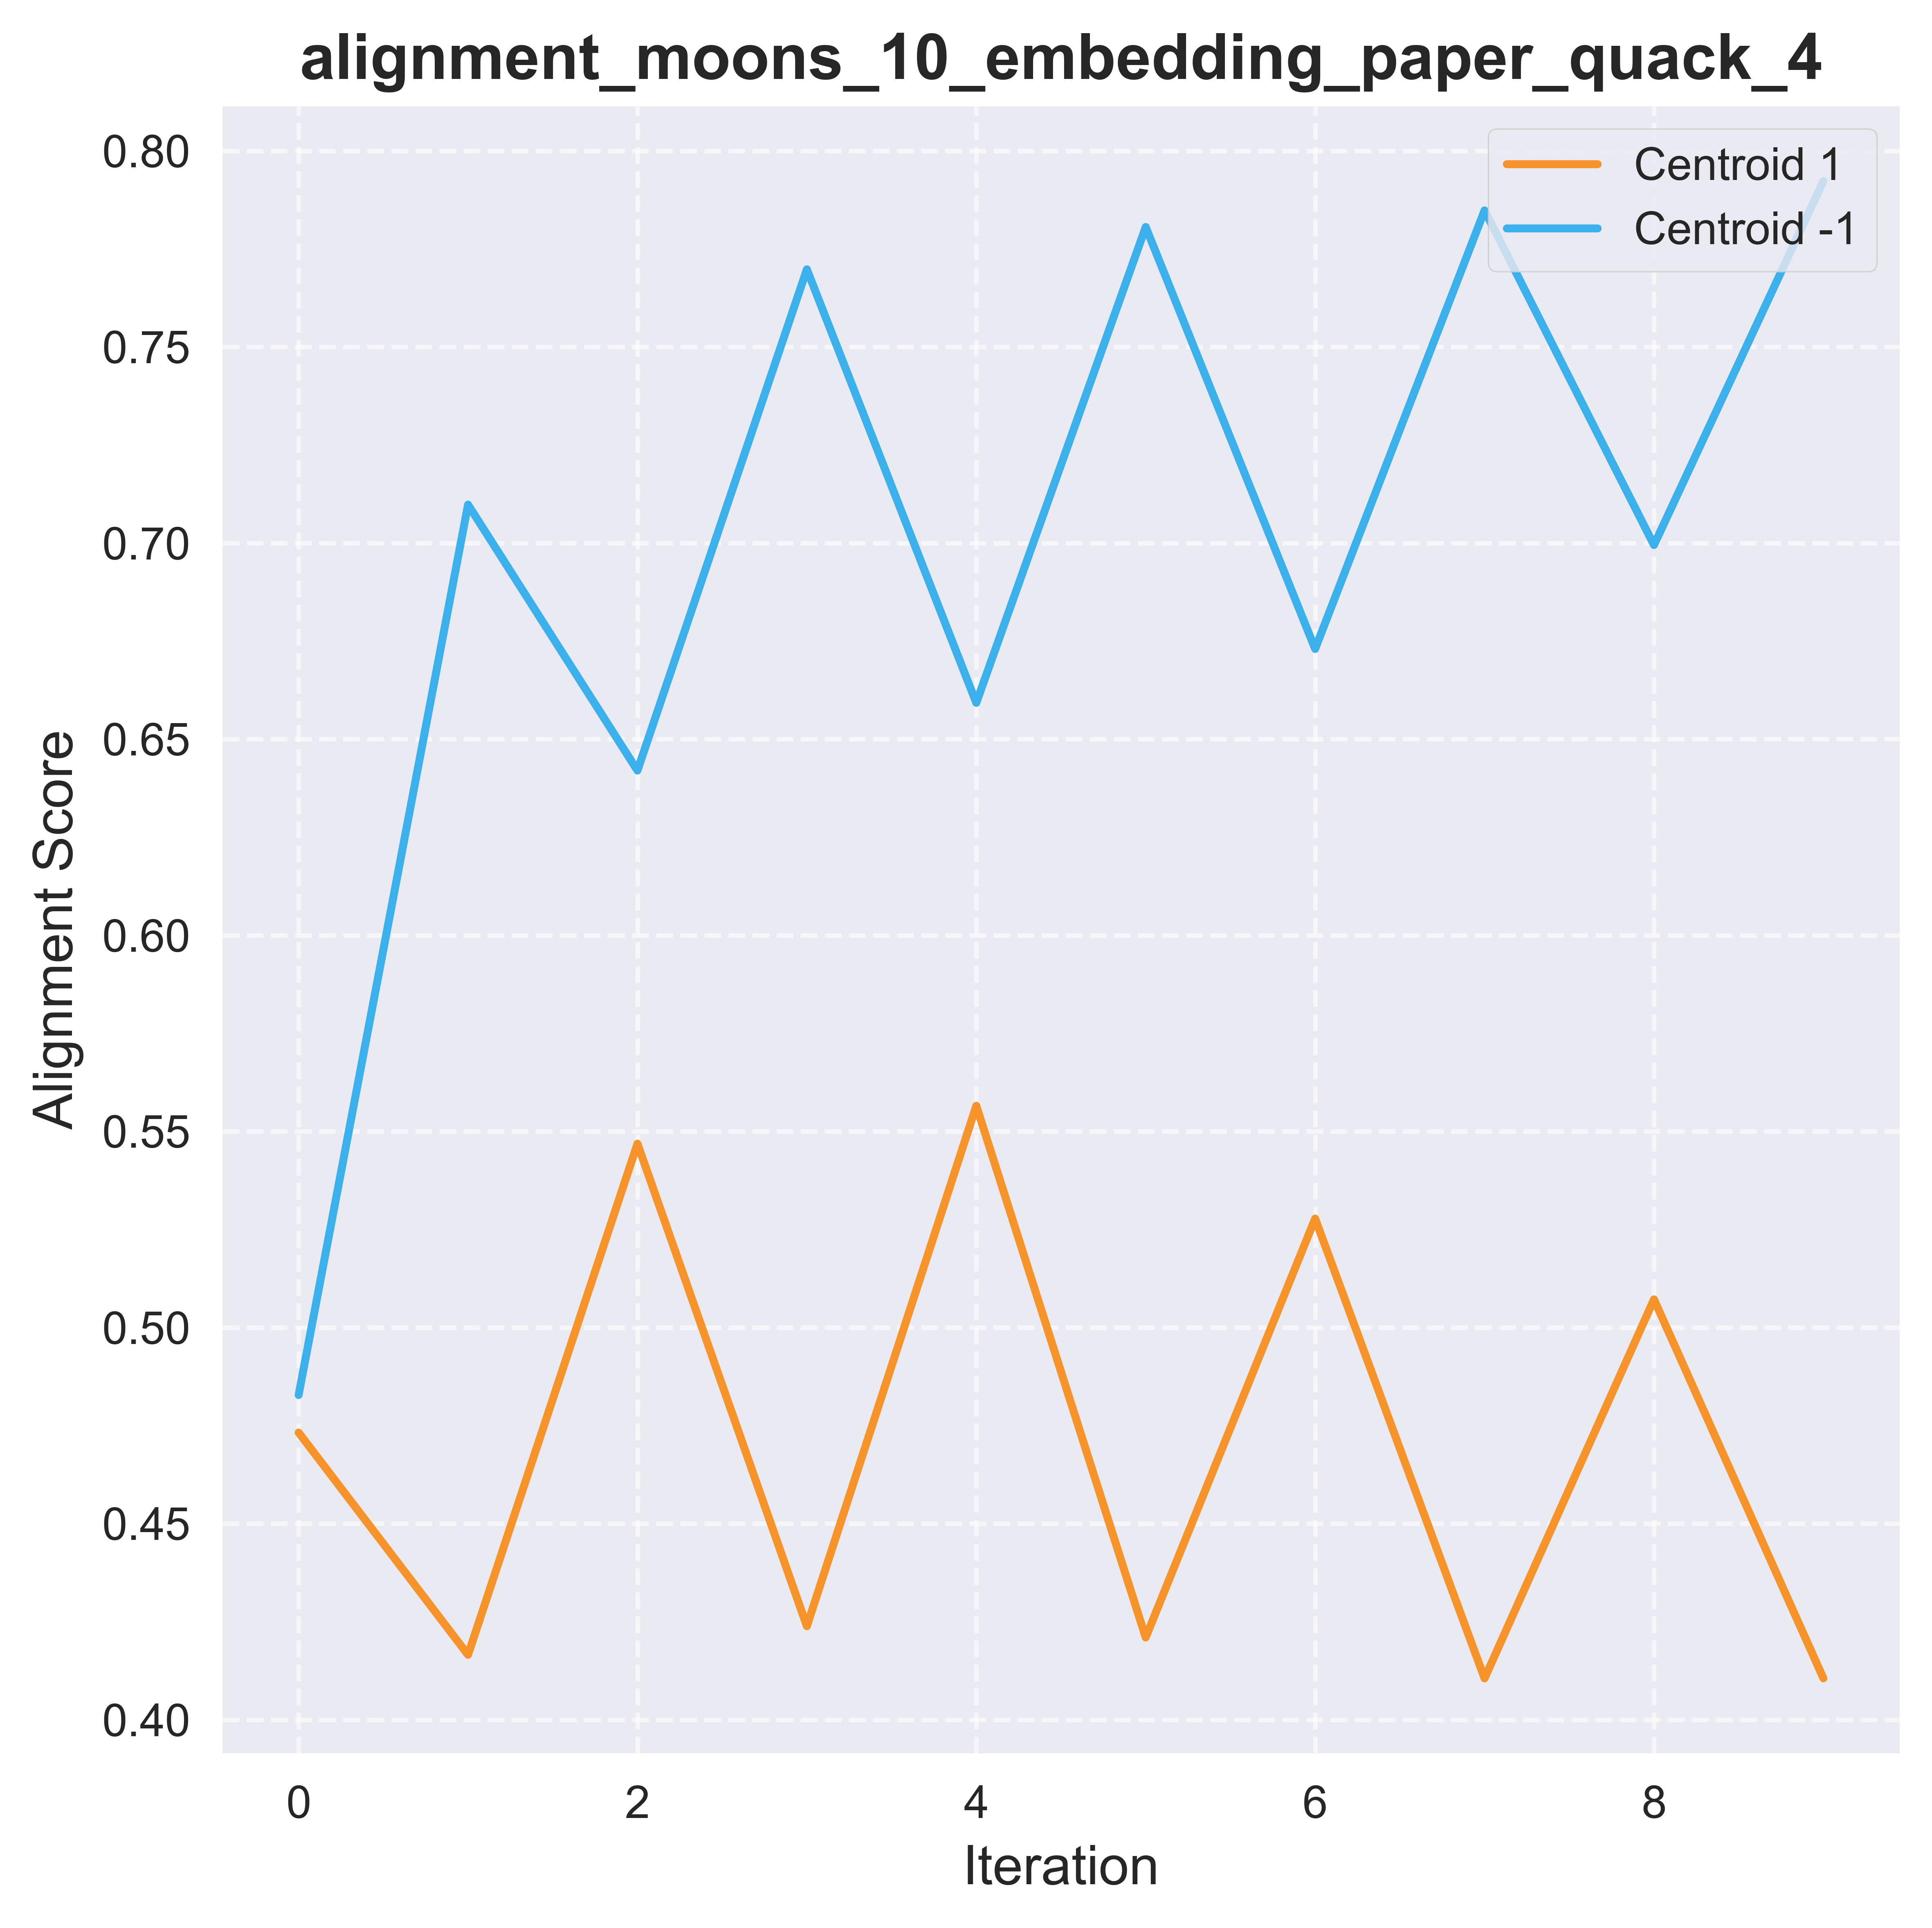 alignment_moons_10_embedding_paper_quack_4
Centroid 1
Centroid -1
0.80
0.75
0.70
0.65
0.60
0.55
0.50
0.45
0.40
Alignment Score
0
2
4
6
8
Iteration